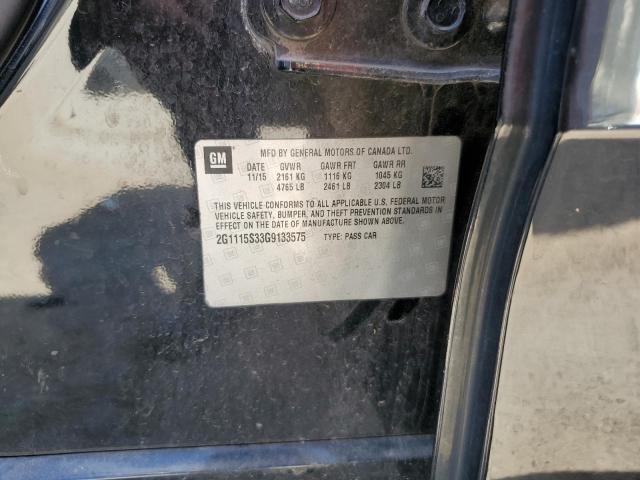 GM
MFD BY GENERAL MOTORS OF CANADA LTD.
DATE GVWR GAWR FRT GAWR RR
11/15 2161 KG 1116 KG 1045 KG
4765 LB 2461 LB 2304 LB
THIS VEHICLE CONFORMS TO ALL APPLICABLE U.S. FEDERAL MOTOR
VEHICLE SAFETY, BUMPER, AND THEFT PREVENTION STANDARDS IN
EFFECT ON THE DATE OF MANUFACTURE SHOWN ABOVE.
2G1115S33G9133575 TYPE: PASS CAR